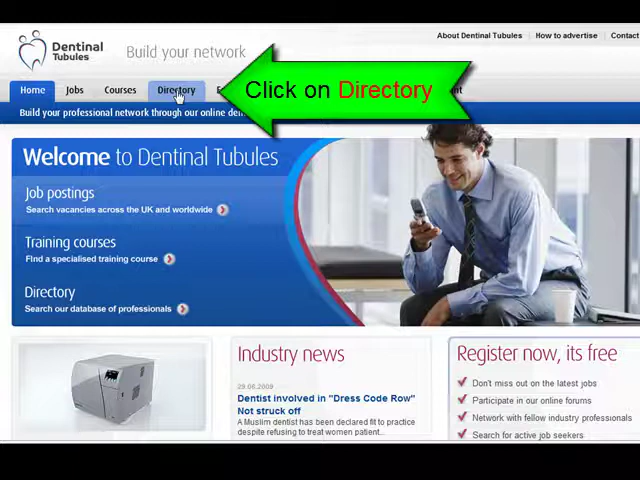 About Dentinal Tubules How to advertise Contact
Dentinal
Tubules
Build your network
Home Jobs Courses Directory
Click on Directory
Build your professional network through our online
Welcome to Dentinal Tubules
Job postings
Search vacancies across the UK and worldwide
Training courses
Find a specialised training course
Directory
Search our database of professionals
Industry news
29.06.2009
Dentist involved in "Dress Code Row"
Not struck off
A Muslim dentist has been declared fit to practice
despite refusing to treat women patient...
Register now, its free
Don't miss out on the latest jobs
Participate in our online forums
Network with fellow industry professionals
Search for active job seekers